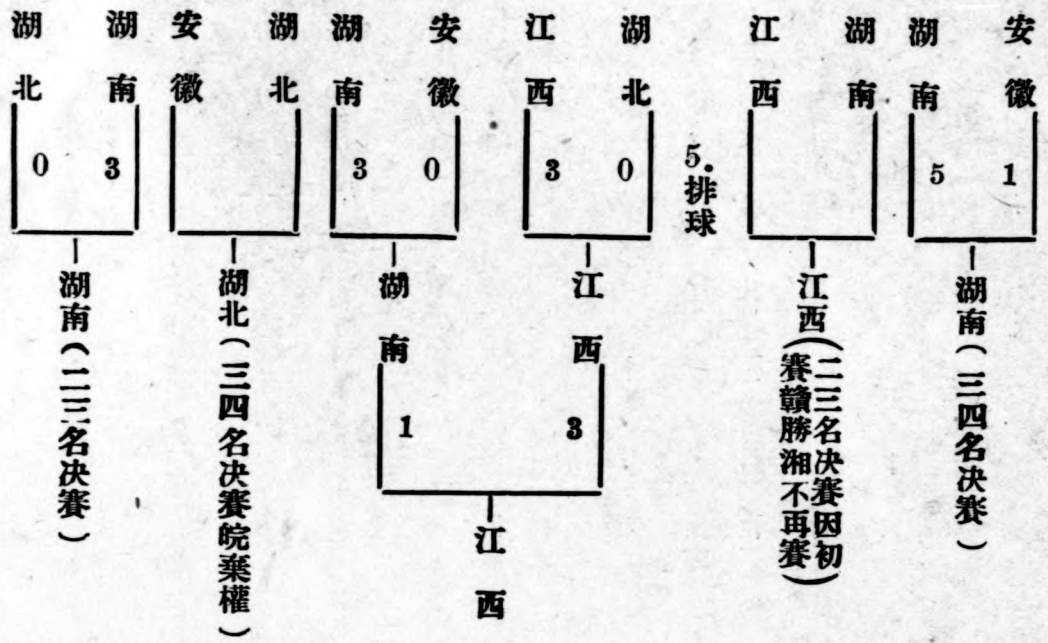 安徽 湖南
1 5
湖南(三四名決賽)
湖南 江西
江西(二三名決賽因初
賽贛勝湘不再賽)
5.排球
湖北 江西
0 3
江西
安徽 湖南
0 3
湖南
3 1
江西
湖北 安徽
湖北(三四名決賽皖棄權)
湖南 湖北
3 0
湖南(二三名決賽)